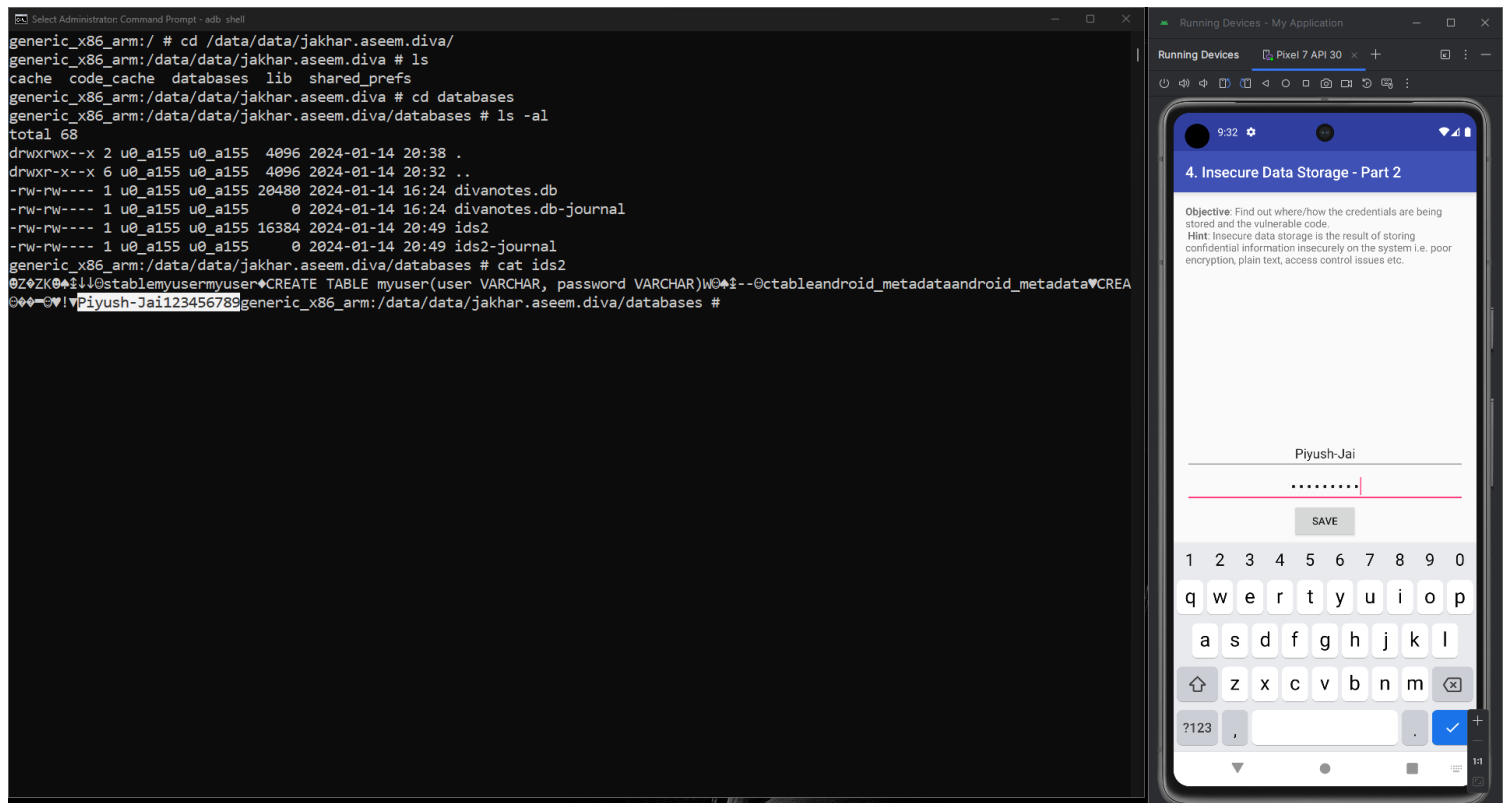 Select Administrator: Command Prompt - adb shell
generic_x86_arm:/ # cd /data/data/jakhar.aseem.diva/
generic_x86_arm:/data/data/jakhar.aseem.diva # ls
cache  code_cache  databases  lib  shared_prefs
generic_x86_arm:/data/data/jakhar.aseem.diva # cd databases
generic_x86_arm:/data/data/jakhar.aseem.diva/databases # ls -al
total 68
drwxrwx--x 2 u0_a155 u0_a155  4096 2024-01-14 20:38 .
drwxr-x--x 6 u0_a155 u0_a155  4096 2024-01-14 20:32 ..
-rw-rw---- 1 u0_a155 u0_a155 20480 2024-01-14 16:24 divanotes.db
-rw-rw---- 1 u0_a155 u0_a155     0 2024-01-14 16:24 divanotes.db-journal
-rw-rw---- 1 u0_a155 u0_a155 16384 2024-01-14 20:49 ids2
-rw-rw---- 1 u0_a155 u0_a155     0 2024-01-14 20:49 ids2-journal
generic_x86_arm:/data/data/jakhar.aseem.diva/databases # cat ids2
☻Z�ZK☻♠↨↓↓☺stablemyusermyuser♦CREATE TABLE myuser(user VARCHAR, password VARCHAR)W☺♠↨--☺ctableandroid_metadataandroid_metadata♥CREA
☺��▬☺♥!▼Piyush-Jai123456789generic_x86_arm:/data/data/jakhar.aseem.diva/databases #
Running Devices - My Application
Running Devices
Pixel 7 API 30
9:32
4. Insecure Data Storage - Part 2
Objective: Find out where/how the credentials are being
stored and the vulnerable code.
Hint: Insecure data storage is the result of storing
confidential information insecurely on the system i.e. poor
encryption, plain text, access control issues etc.
Piyush-Jai
•••••••••
SAVE
1 2 3 4 5 6 7 8 9 0
q w e r t y u i o p
a s d f g h j k l
z x c v b n m
?123 , .
1:1